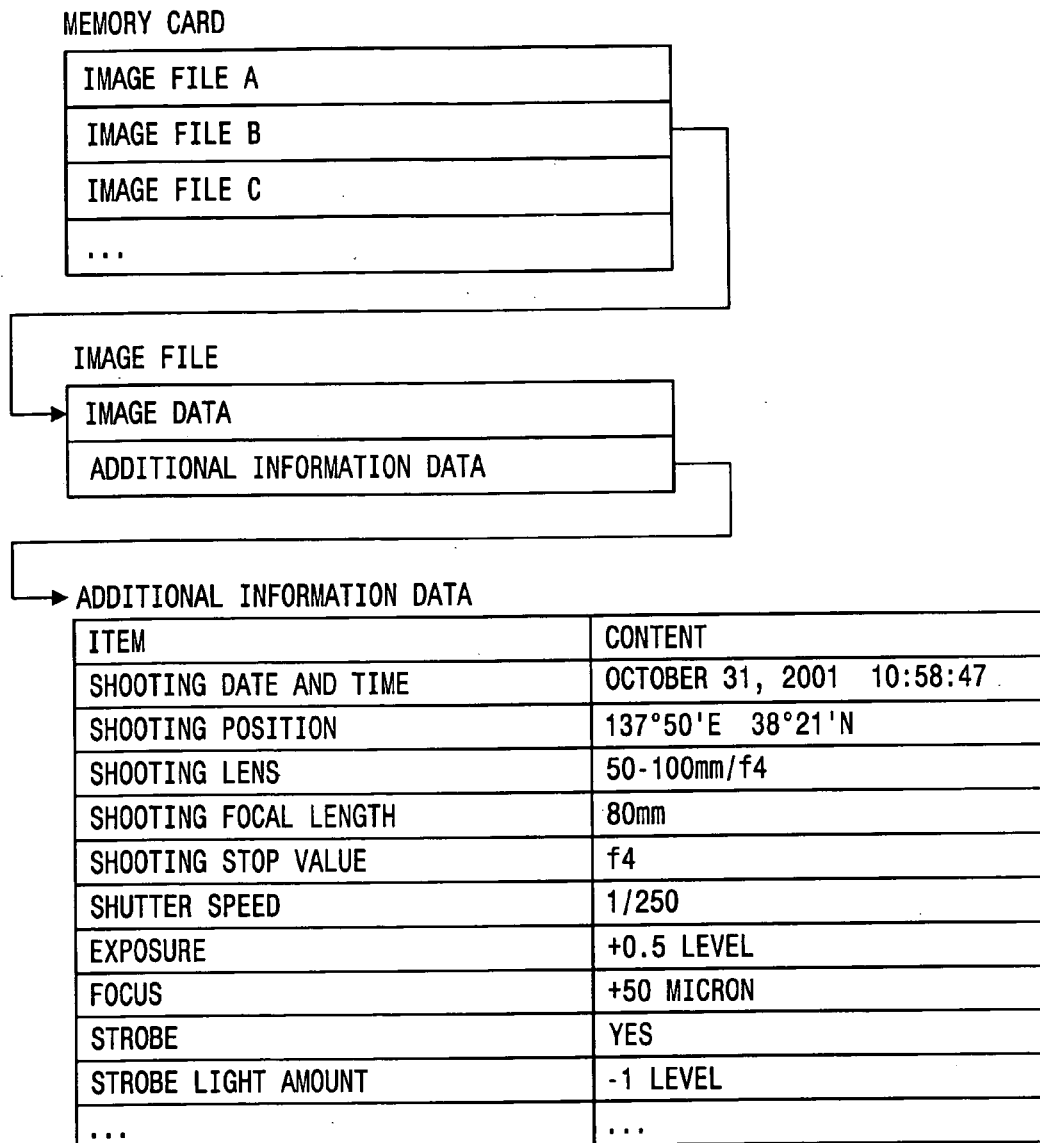 MEMORY CARD
IMAGE FILE A
IMAGE FILE B
IMAGE FILE C
...
IMAGE FILE
IMAGE DATA
ADDITIONAL INFORMATION DATA
ADDITIONAL INFORMATION DATA
ITEM CONTENT
SHOOTING DATE AND TIME OCTOBER 31, 2001 10:58:47
SHOOTING POSITION 137°50'E 38°21'N
SHOOTING LENS 50-100mm/f4
SHOOTING FOCAL LENGTH 80mm
SHOOTING STOP VALUE f4
SHUTTER SPEED 1/250
EXPOSURE +0.5 LEVEL
FOCUS +50 MICRON
STROBE YES
STROBE LIGHT AMOUNT -1 LEVEL
... ...